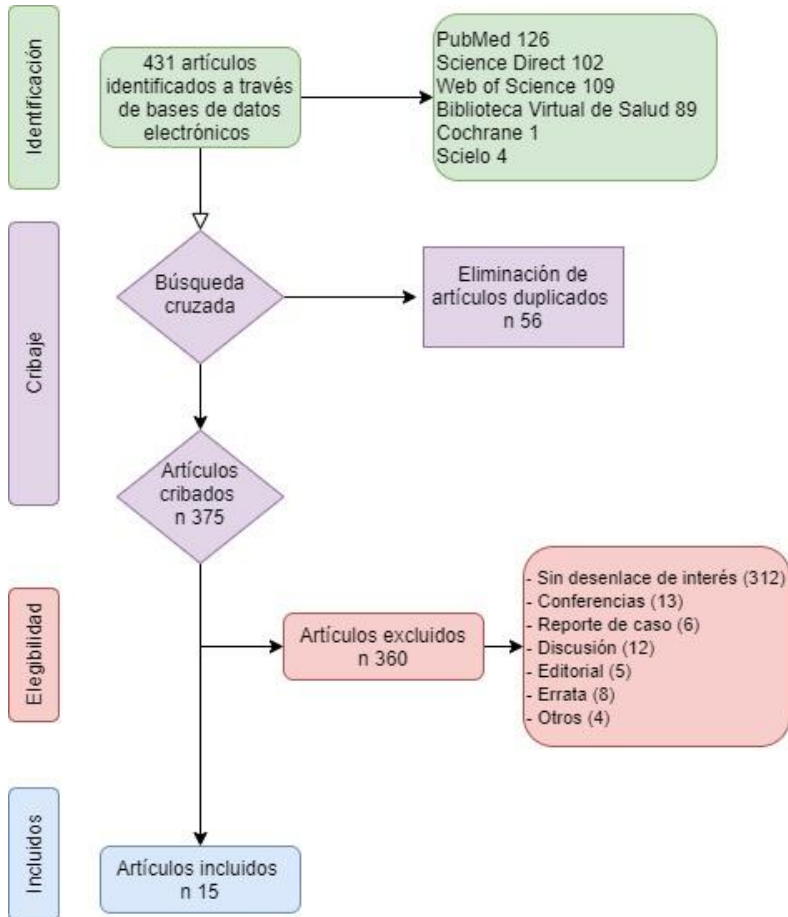 Identificación
431 artículos
identificados a través
de bases de datos
electrónicos
PubMed 126
Science Direct 102
Web of Science 109
Biblioteca Virtual de Salud 89
Cochrane 1
Scielo 4
Cribaje
Búsqueda
cruzada
Eliminación de
artículos duplicados
n 56
Artículos
cribados
n 375
Elegibilidad
Artículos excluidos
n 360
- Sin desenlace de interés (312)
- Conferencias (13)
- Reporte de caso (6)
- Discusión (12)
- Editorial (5)
- Errata (8)
- Otros (4)
Incluidos
Artículos incluidos
n 15